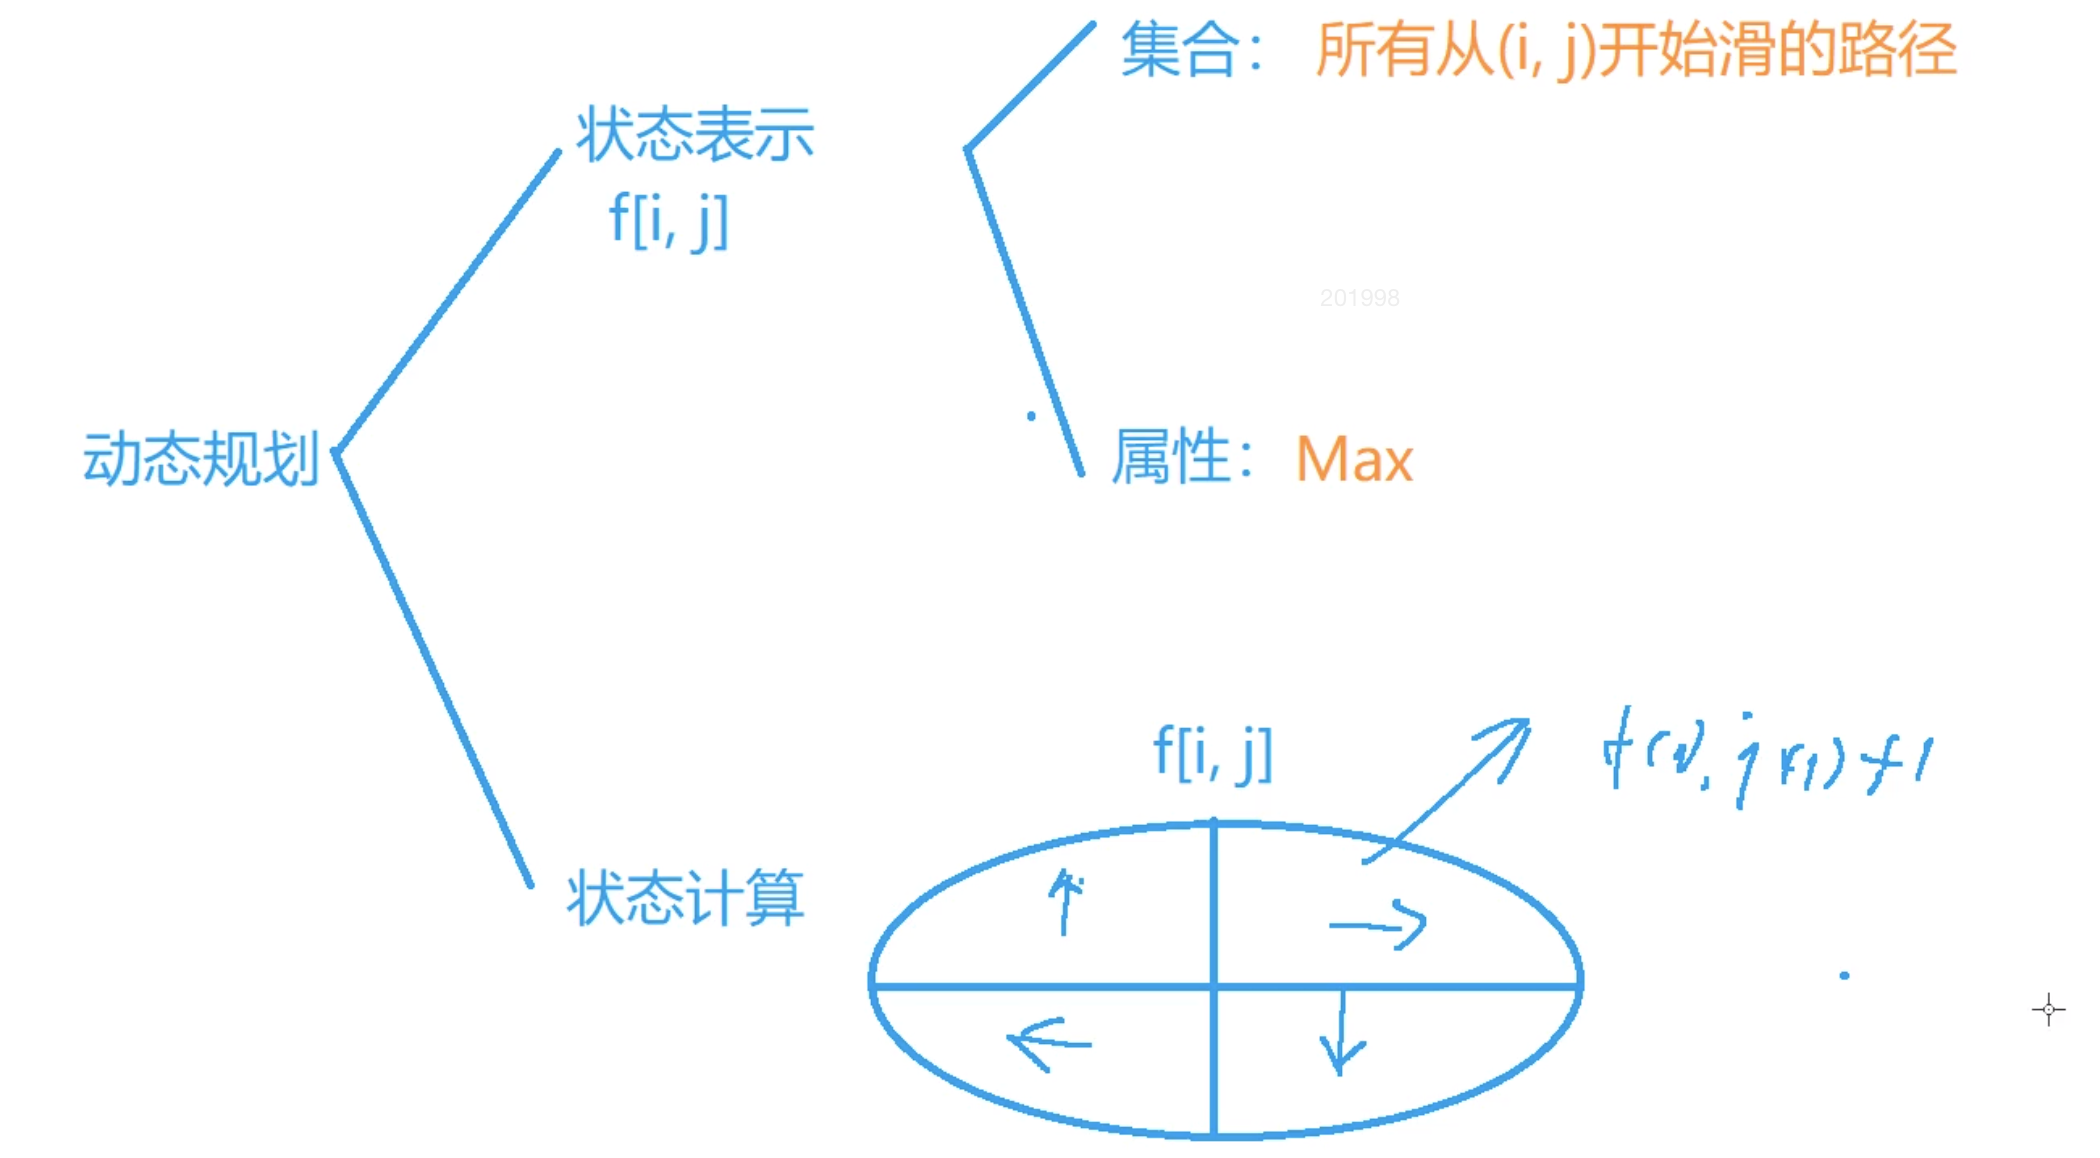 集合： 所有从(i, j)开始滑的路径
状态表示
f[i, j]
201998
动态规划
属性： Max
f[i, j]
f(i, j+1)+1
状态计算